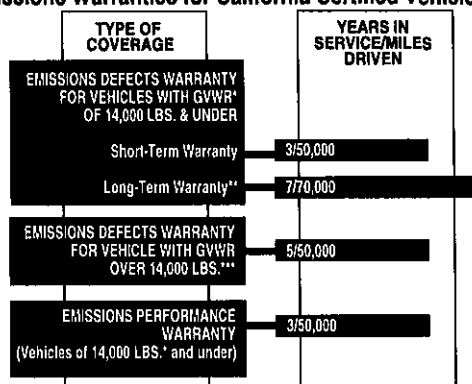 issions Warranties for California Certified Vehicle
TYPE OF
COVERAGE
YEARS IN
SERVICE/MILES
DRIVEN
EMISSIONS DEFECTS WARRANTY
FOR VEHICLES WITH GVWR*
OF 14,000 LBS. & UNDER
Short-Term Warranty 3/50,000
Long-Term Warranty** 7/70,000
EMISSIONS DEFECTS WARRANTY
FOR VEHICLE WITH GVWR
OVER 14,000 LBS.***
5/50,000
EMISSIONS PERFORMANCE
WARRANTY
(Vehicles of 14,000 LBS.* and under)
3/50,000